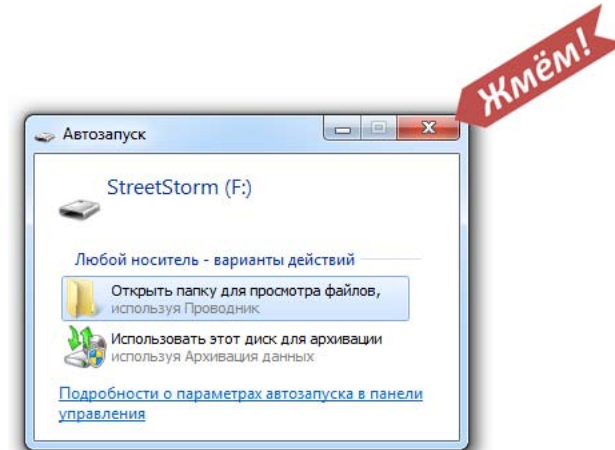 Жмём!
Автозапуск
StreetStorm (F:)
Любой носитель - варианты действий
Открыть папку для просмотра файлов,
используя Проводник
Использовать этот диск для архивации
используя Архивация данных
Подробности о параметрах автозапуска в панели
управления